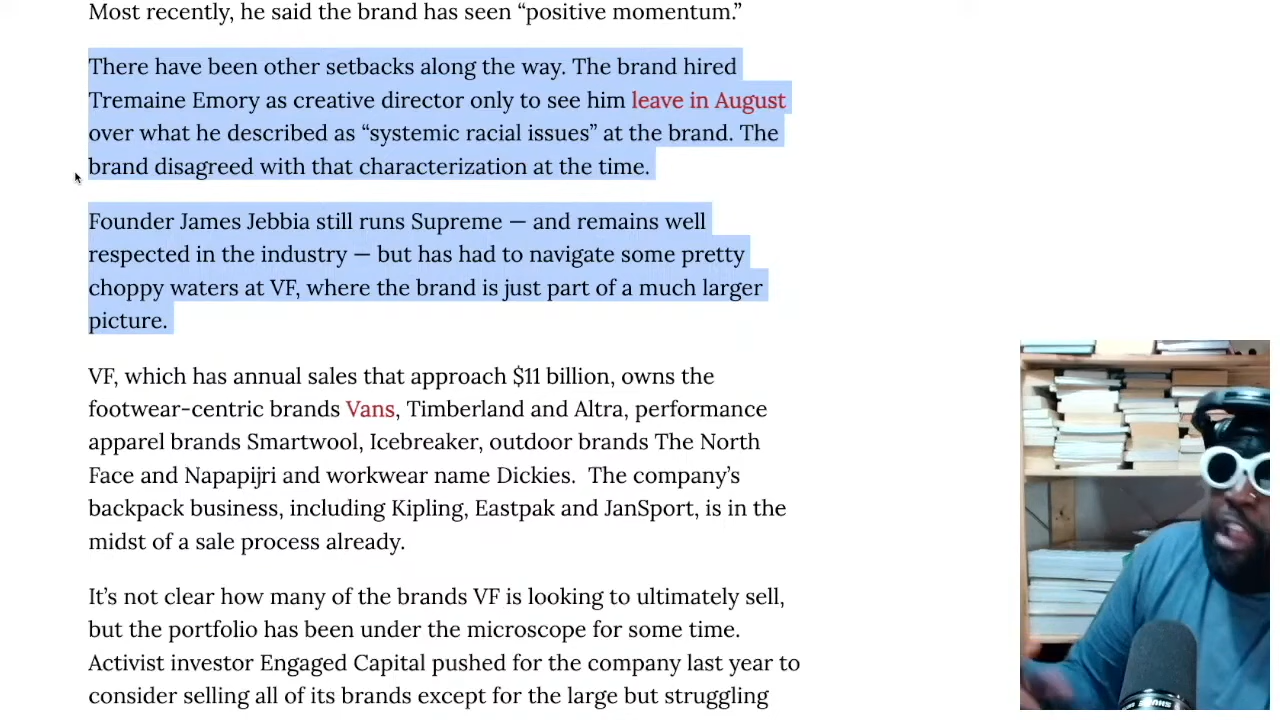 Most recently, he said the brand has seen “positive momentum.”
There have been other setbacks along the way. The brand hired
Tremaine Emory as creative director only to see him leave in August
over what he described as “systemic racial issues” at the brand. The
brand disagreed with that characterization at the time.
Founder James Jebbia still runs Supreme — and remains well
respected in the industry — but has had to navigate some pretty
choppy waters at VF, where the brand is just part of a much larger
picture.
VF, which has annual sales that approach $11 billion, owns the
footwear-centric brands Vans, Timberland and Altra, performance
apparel brands Smartwool, Icebreaker, outdoor brands The North
Face and Napapijri and workwear name Dickies.  The company’s
backpack business, including Kipling, Eastpak and JanSport, is in the
midst of a sale process already.
It’s not clear how many of the brands VF is looking to ultimately sell,
but the portfolio has been under the microscope for some time.
Activist investor Engaged Capital pushed for the company last year to
consider selling all of its brands except for the large but struggling